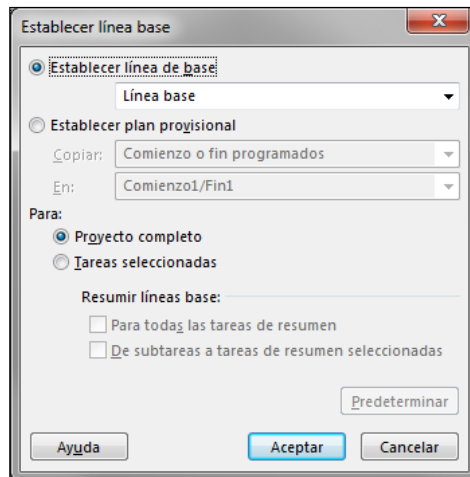 Establecer línea base
Establecer línea de base
Línea base
Establecer plan provisional
Copiar: Comienzo o fin programados
En: Comienzo1/Fin1
Para:
Proyecto completo
Tareas seleccionadas
Resumir líneas base:
Para todas las tareas de resumen
De subtareas a tareas de resumen seleccionadas
Predeterminar
Ayuda Aceptar Cancelar